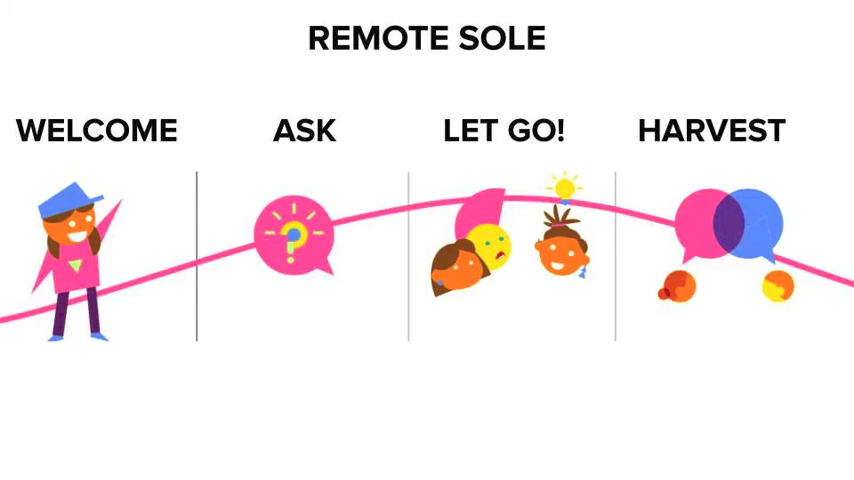 REMOTE SOLE
WELCOME
ASK
LET GO!
HARVEST
?